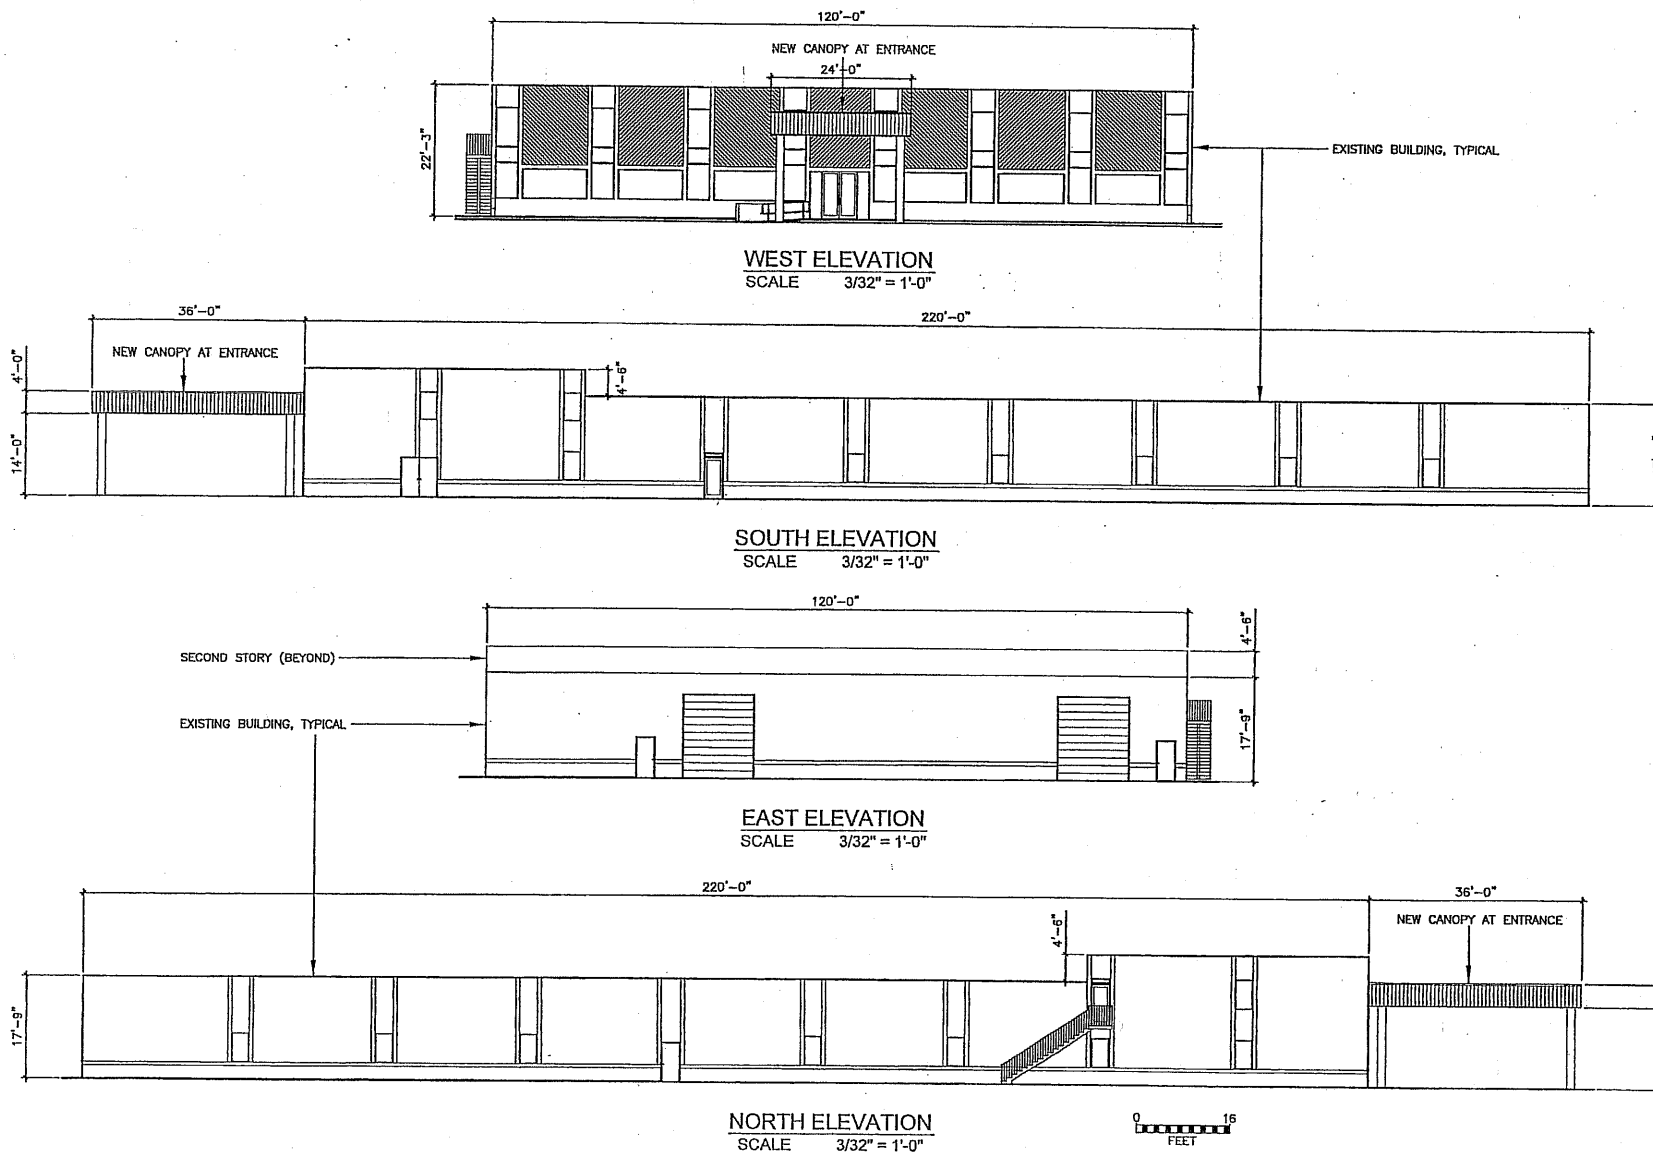 120'-0"
NEW CANOPY AT ENTRANCE
24'-0"
22'-3"
EXISTING BUILDING, TYPICAL
WEST ELEVATION
SCALE 3/32" = 1'-0"
36'-0"
220'-0"
NEW CANOPY AT ENTRANCE
4'-0"
4'-6"
14'-0"
SOUTH ELEVATION
SCALE 3/32" = 1'-0"
120'-0"
4'-6"
SECOND STORY (BEYOND)
EXISTING BUILDING, TYPICAL
17'-9"
EAST ELEVATION
SCALE 3/32" = 1'-0"
220'-0"
36'-0"
NEW CANOPY AT ENTRANCE
4'-6"
17'-9"
NORTH ELEVATION
SCALE 3/32" = 1'-0"
0 16
FEET